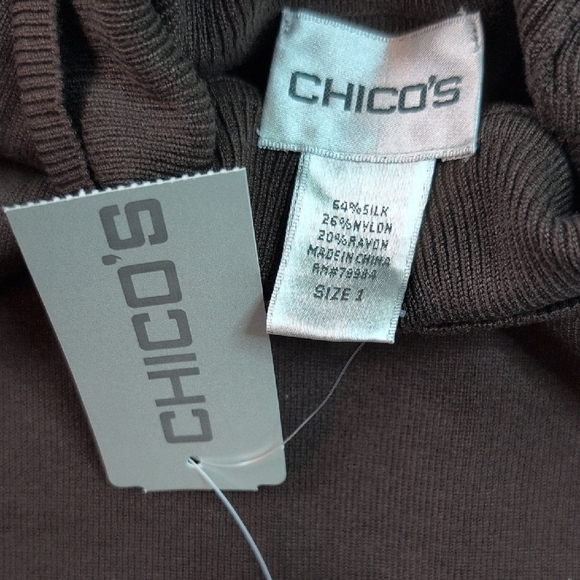 CHICO'S
64%SILK
26%NYLON
20%RAYON
MADE IN CHINA
RN#79984
SIZE 1
CHICO'S